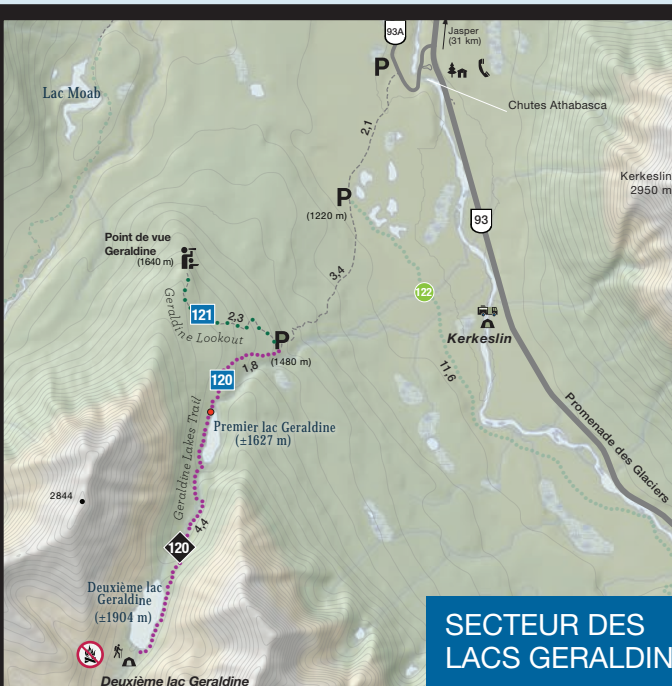 93A
Jasper
(31 km)
P
Lac Moab
Chutes Athabasca
2,1
Kerkeslin
2950 m
P
(1220 m)
93
Point de vue
Geraldine
(1640 m)
3,4
122
121
2,3
Geraldine Lookout
Kerkeslin
P
(1480 m)
1,8
120
11,6
Promenade des Glaciers
Geraldine Lakes Trail
Premier lac Geraldine
(±1627 m)
2844
4,4
120
Deuxième lac
Geraldine
(±1904 m)
Deuxième lac Geraldine
SECTEUR DES
LACS GERALDIN